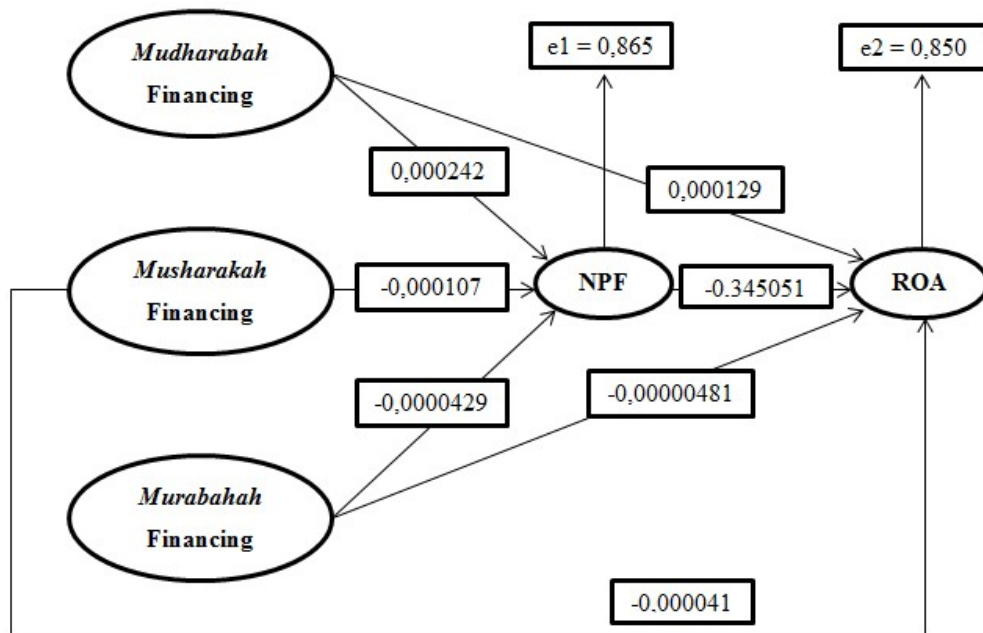 Mudharabah
Financing
e1 = 0,865
e2 = 0,850
0,000242
0,000129
Musharakah
Financing
-0,000107
NPF
-0.345051
ROA
-0,0000429
-0,00000481
Murabahah
Financing
-0.000041